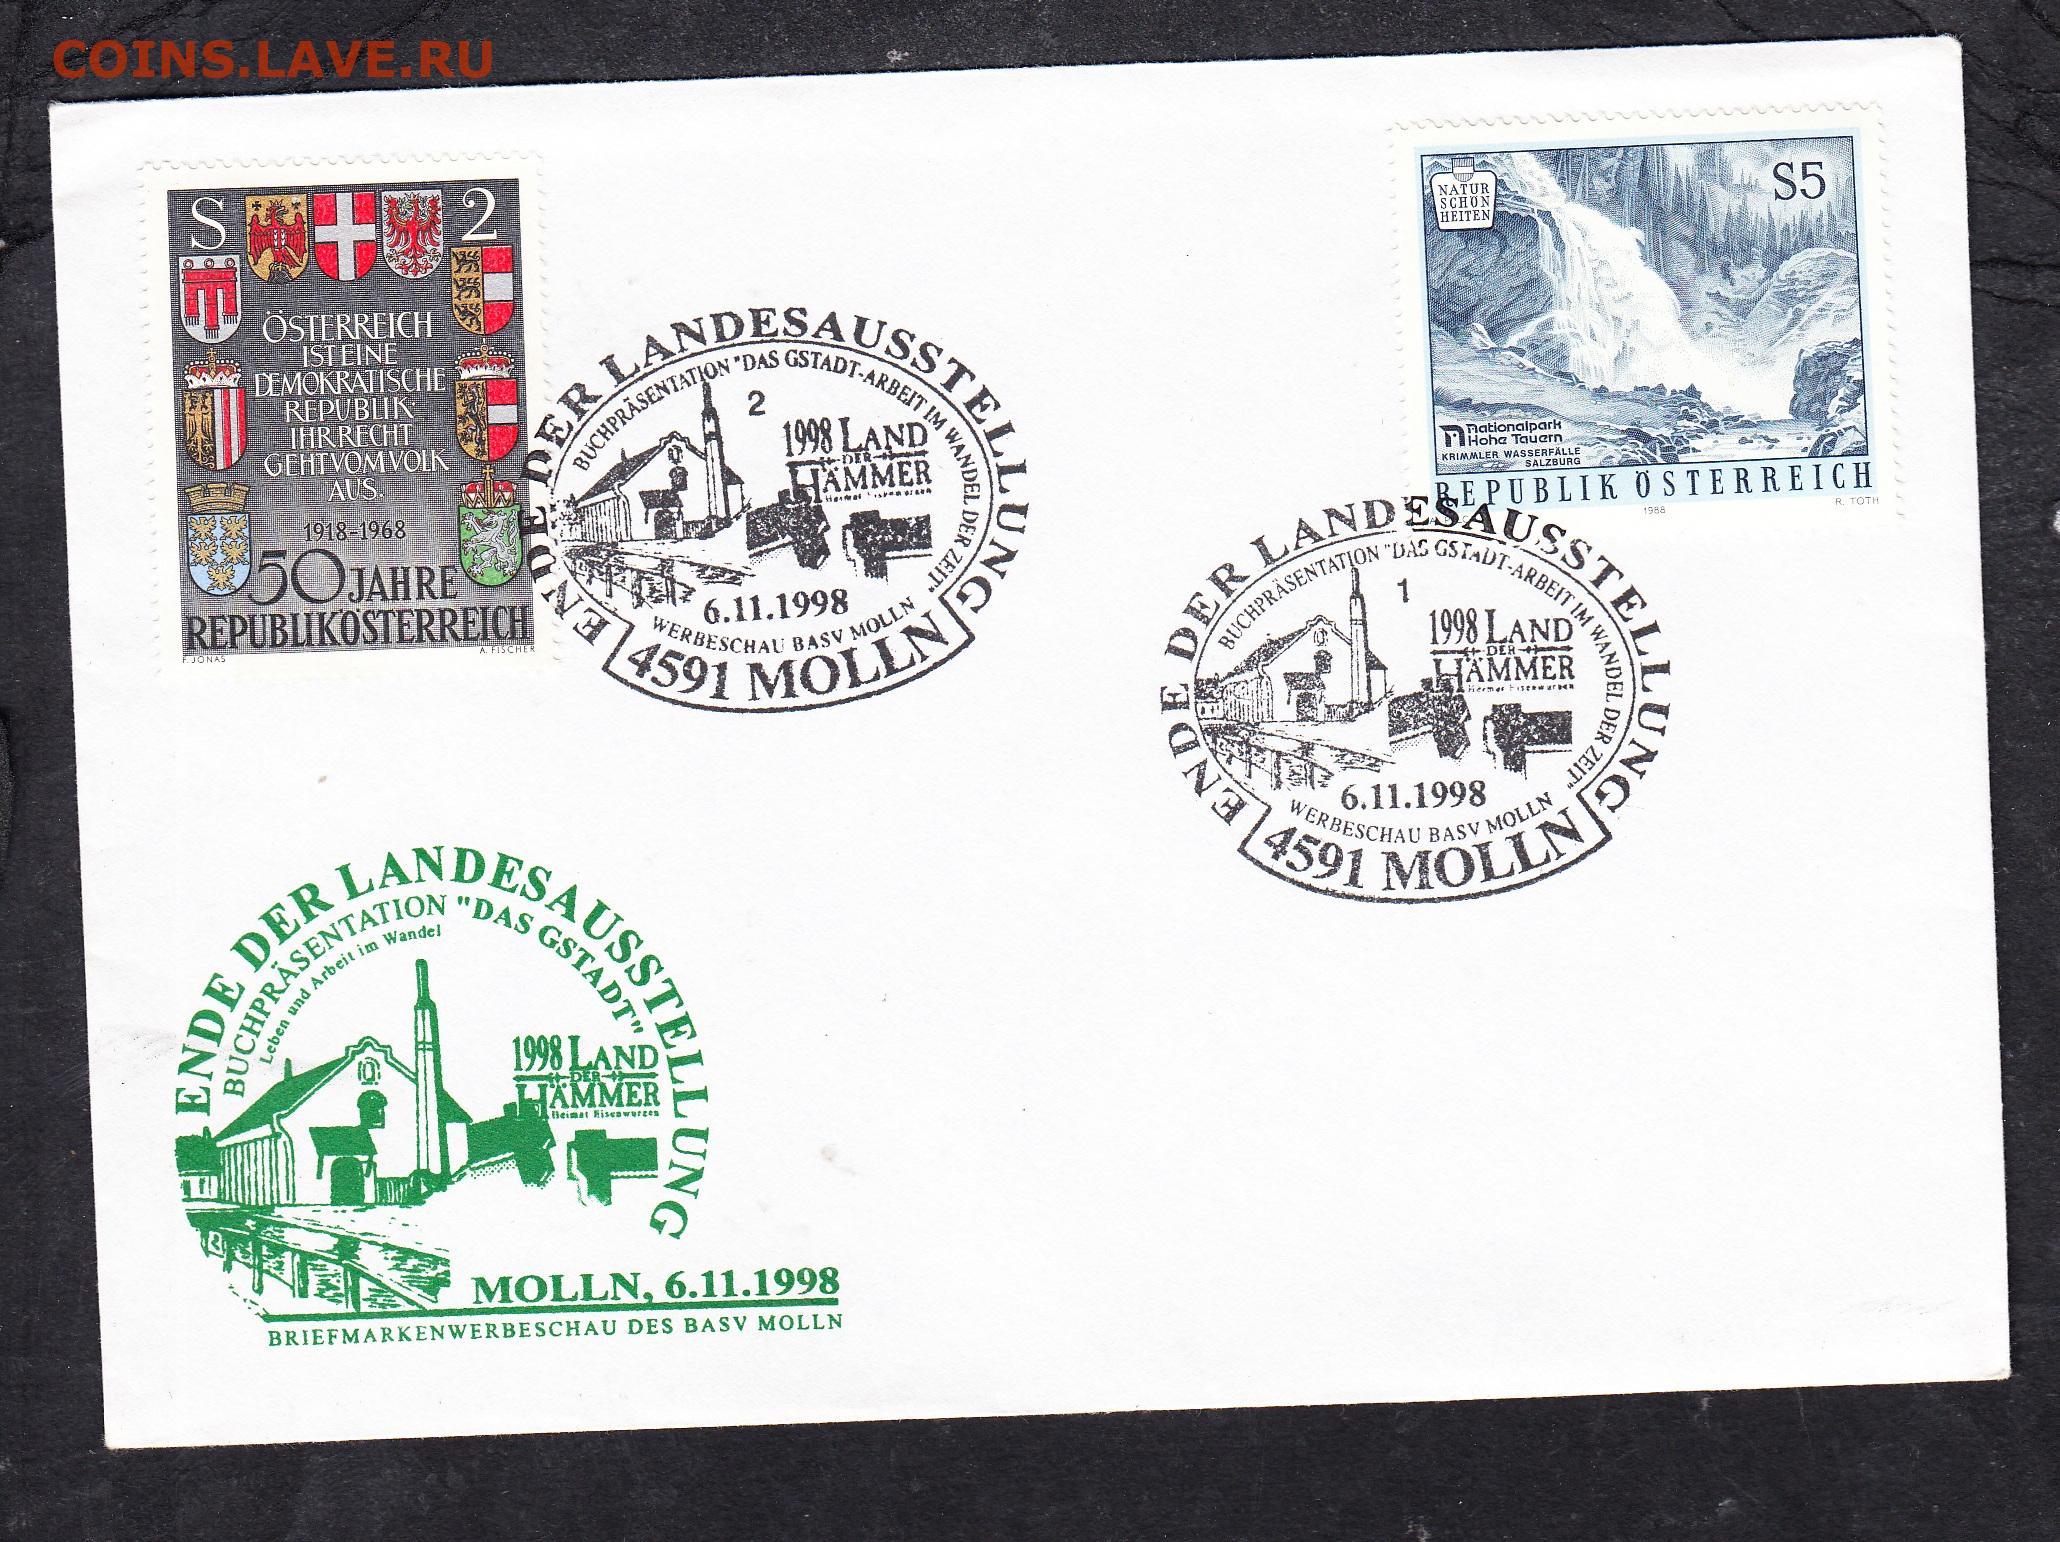 COINS.LAVE.RU
S 2
ÖSTERREICH
IST EINE
DEMOKRATISCHE
REPUBLIK·
IHR RECHT
GEHT VOM VOLK
AUS.
1918-1968
50 JAHRE
REPUBLIK ÖSTERREICH
F. JONAS A. FISCHER
NATUR
SCHÖN
HEITEN
S5
Nationalpark
Hohe Tauern
KRIMMLER WASSERFÄLLE
SALZBURG
REPUBLIK ÖSTERREICH
1988 R. TOTH
ENDE DER LANDESAUSSTELLUNG
BUCHPRÄSENTATION "DAS GSTADT-ARBEIT IM WANDEL DER ZEIT"
2
1998 LAND
DER
HÄMMER
Heimat Eisenwurzen
6.11.1998
WERBESCHAU BASV MOLLN
4591 MOLLN
ENDE DER LANDESAUSSTELLUNG
BUCHPRÄSENTATION "DAS GSTADT-ARBEIT IM WANDEL DER ZEIT"
1
1998 LAND
DER
HÄMMER
Heimat Eisenwurzen
6.11.1998
WERBESCHAU BASV MOLLN
4591 MOLLN
ENDE DER LANDESAUSSTELLUNG
BUCHPRÄSENTATION "DAS GSTADT"
Leben und Arbeit im Wandel
1998 LAND
DER
HÄMMER
Heimat Eisenwurzen
MOLLN, 6.11.1998
BRIEFMARKENWERBESCHAU DES BASV MOLLN